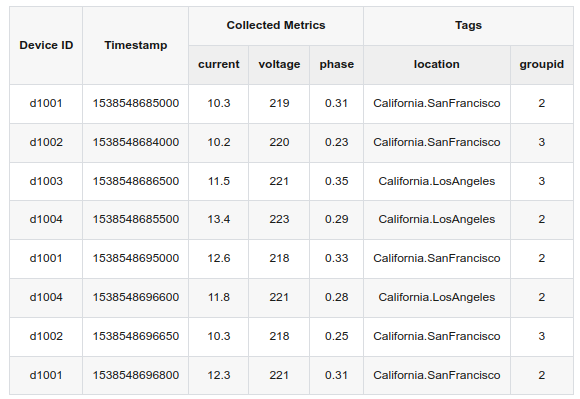 Collected Metrics Tags
Device ID Timestamp
current voltage phase location groupid
d1001 1538548685000 10.3 219 0.31 California.SanFrancisco 2
d1002 1538548684000 10.2 220 0.23 California.SanFrancisco 3
d1003 1538548686500 11.5 221 0.35 California.LosAngeles 3
d1004 1538548685500 13.4 223 0.29 California.LosAngeles 2
d1001 1538548695000 12.6 218 0.33 California.SanFrancisco 2
d1004 1538548696600 11.8 221 0.28 California.LosAngeles 2
d1002 1538548696650 10.3 218 0.25 California.SanFrancisco 3
d1001 1538548696800 12.3 221 0.31 California.SanFrancisco 2